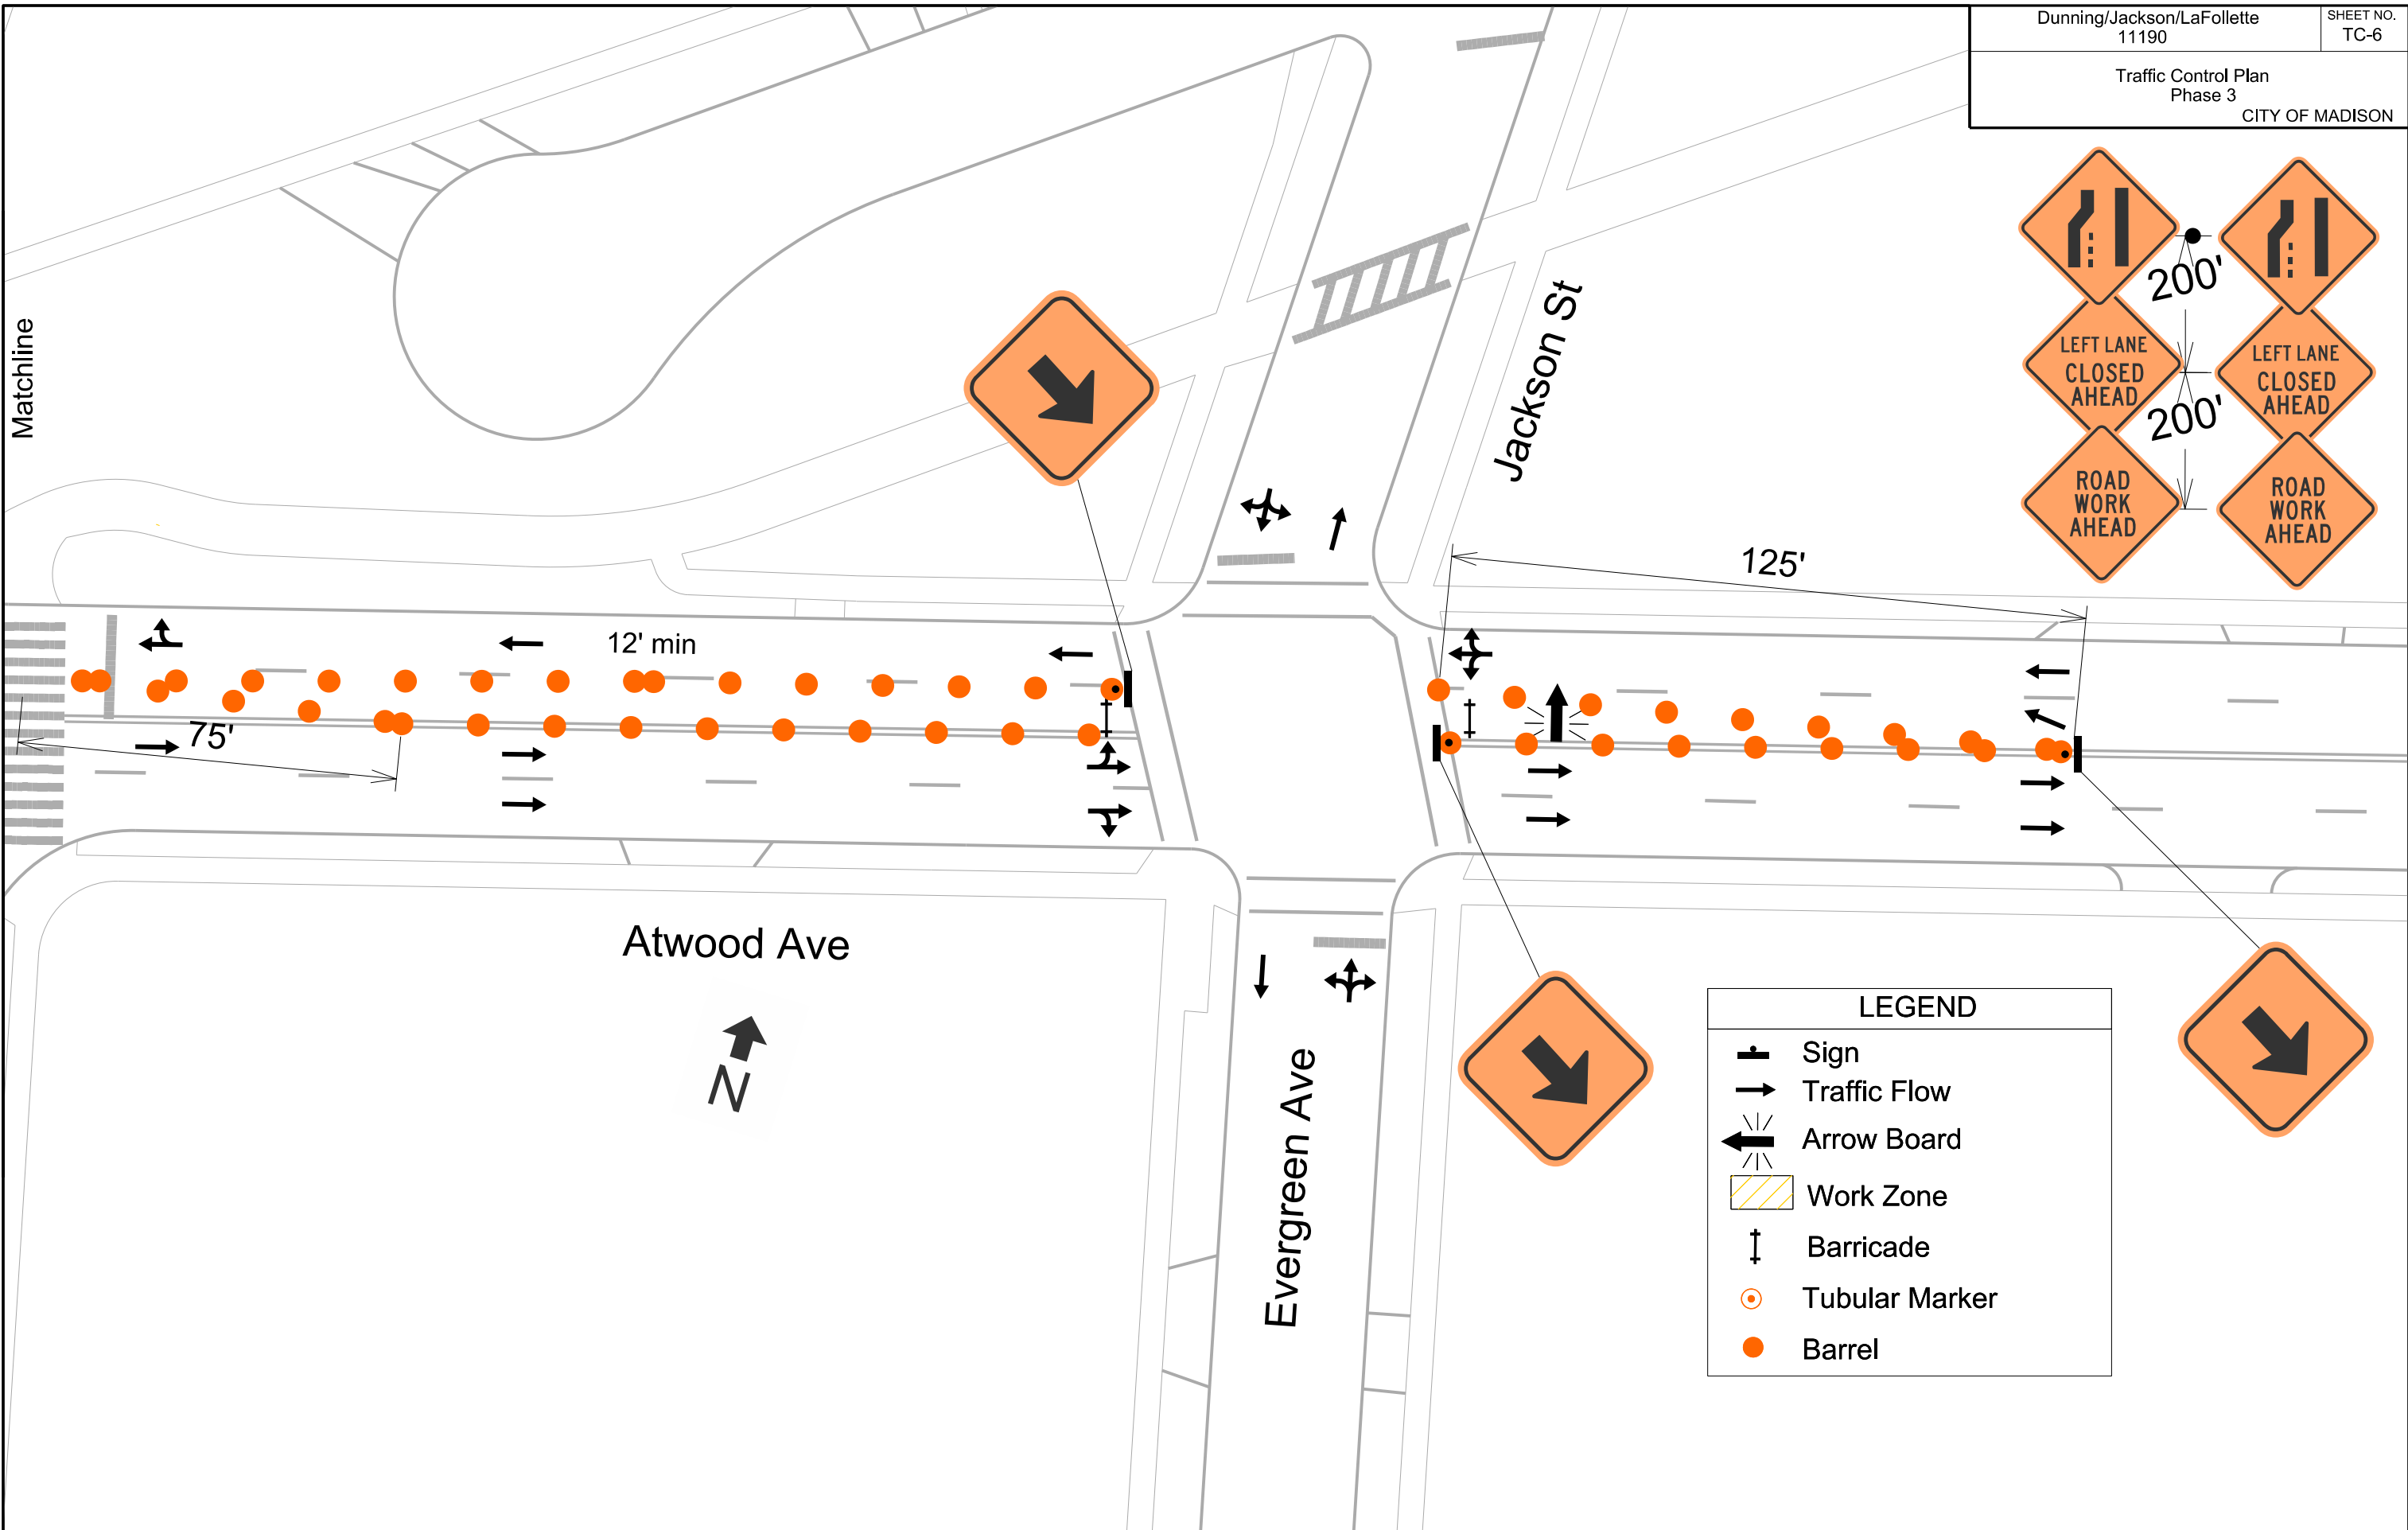 Dunning/Jackson/LaFollette
11190
SHEET NO.
TC-6
Traffic Control Plan
Phase 3
CITY OF MADISON
Matchline
200'
LEFT LANE
CLOSED
AHEAD
LEFT LANE
CLOSED
AHEAD
200'
ROAD
WORK
AHEAD
ROAD
WORK
AHEAD
Jackson St
125'
12' min
75'
Atwood Ave
N
Evergreen Ave
LEGEND
Sign
Traffic Flow
Arrow Board
Work Zone
Barricade
Tubular Marker
Barrel